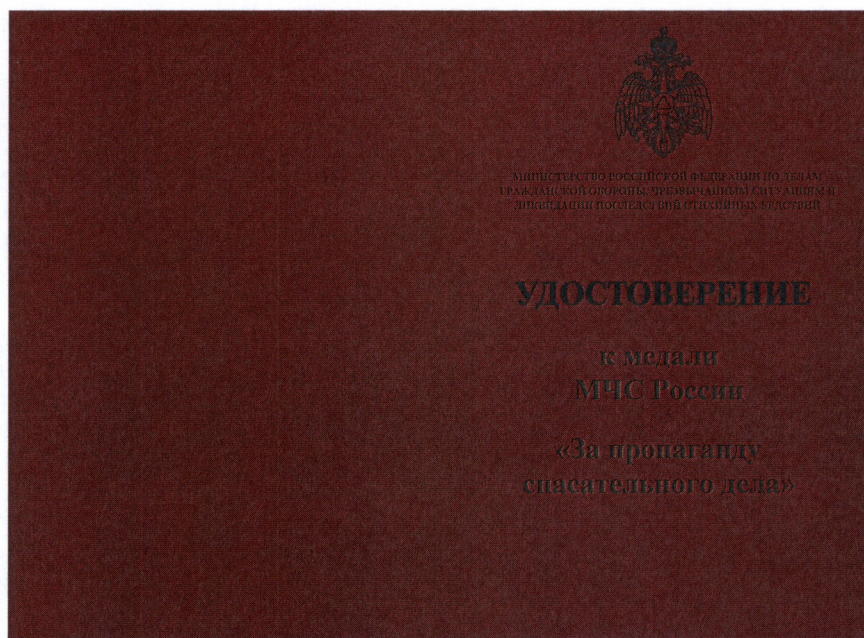 МИНИСТЕРСТВО РОССИЙСКОЙ ФЕДЕРАЦИИ ПО ДЕЛАМ
ГРАЖДАНСКОЙ ОБОРОНЫ, ЧРЕЗВЫЧАЙНЫМ СИТУАЦИЯМ И
ЛИКВИДАЦИИ ПОСЛЕДСТВИЙ СТИХИЙНЫХ БЕДСТВИЙ
УДОСТОВЕРЕНИЕ
к медали
МЧС России
«За пропаганду
спасательного дела»